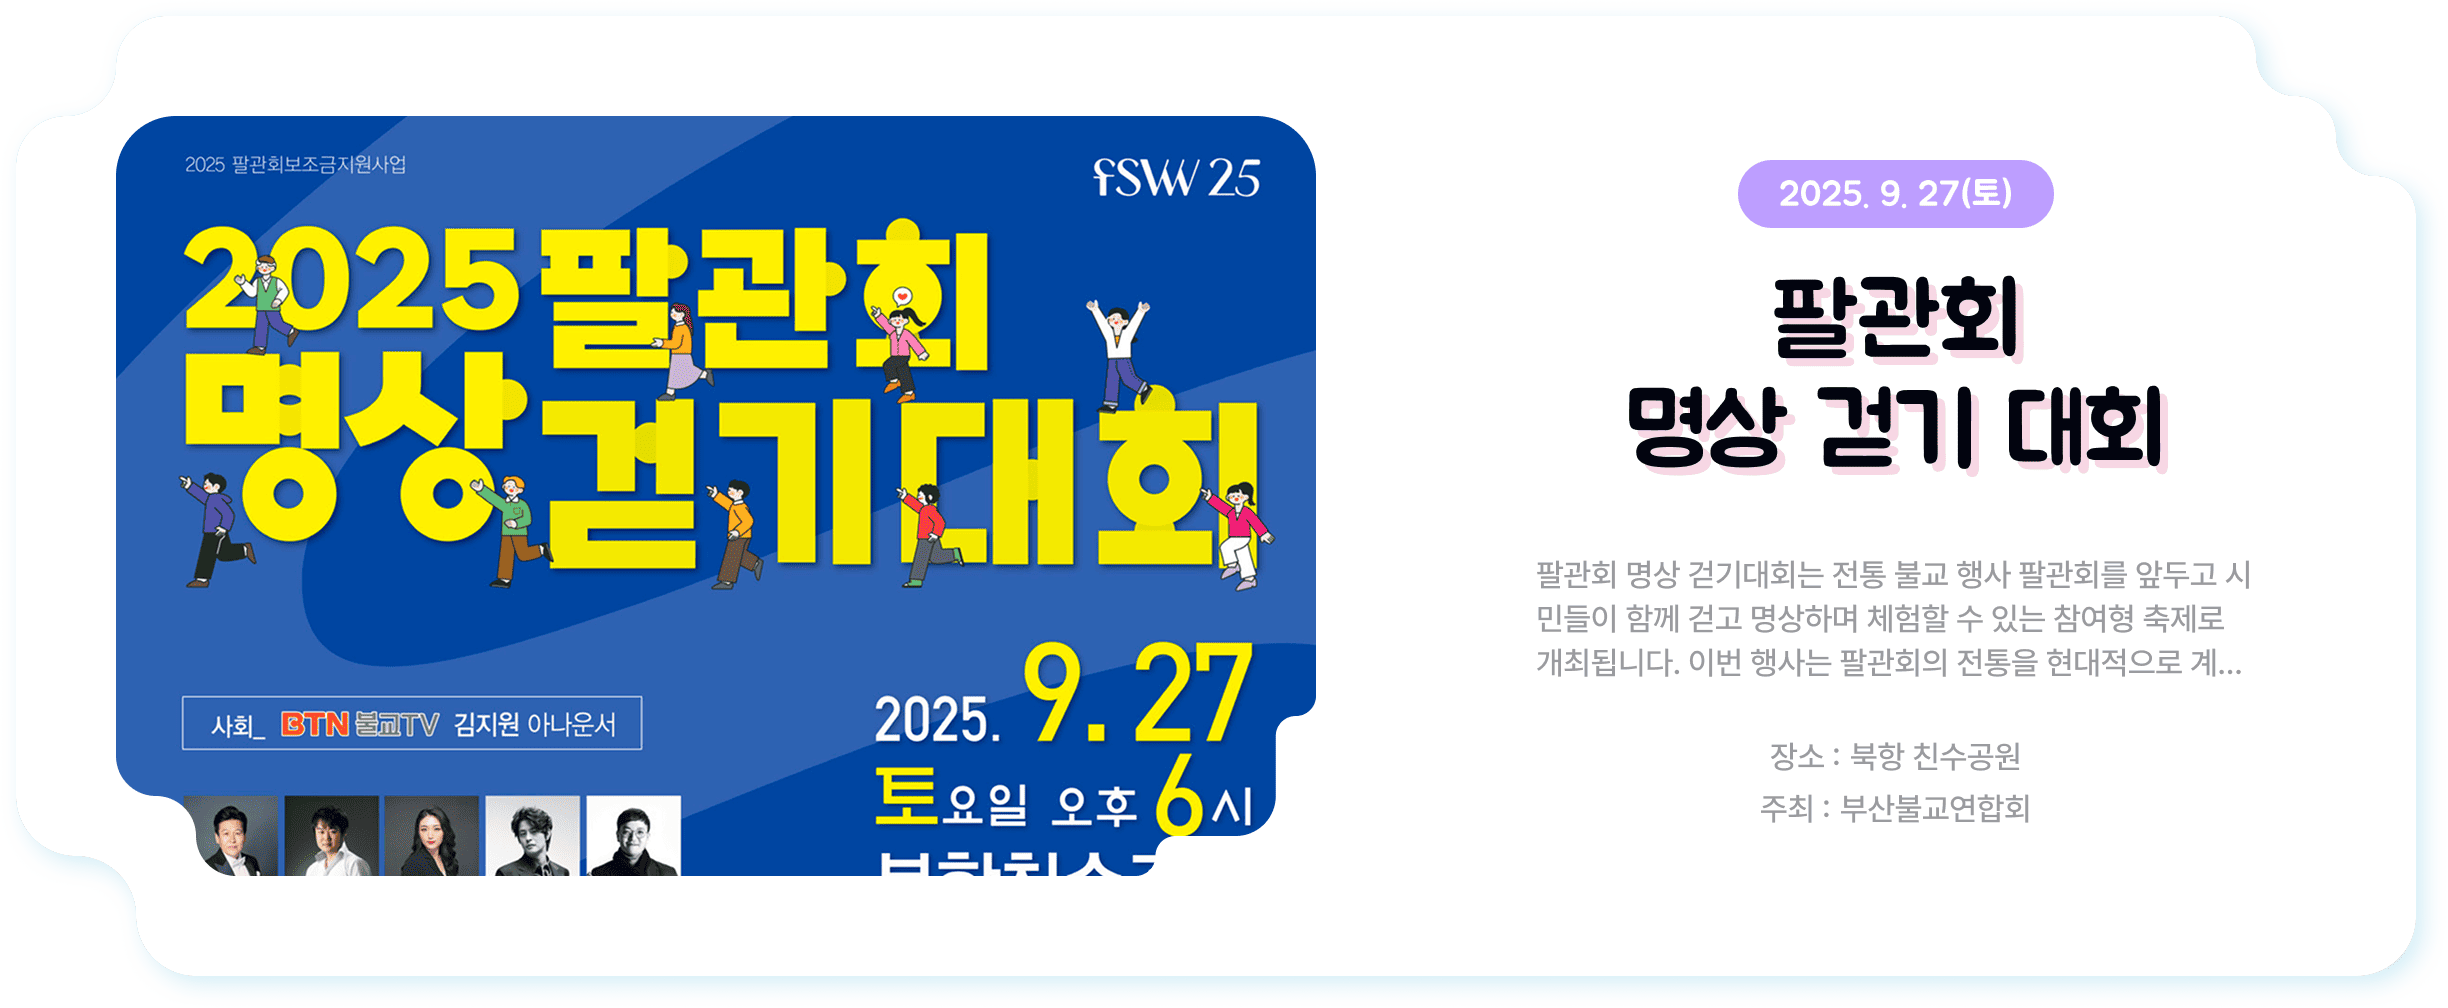 2025 팔관회보조금지원사업
fSWW 25
2025 팔관회
명상 걷기대회
사회_ BTN 불교TV 김지원 아나운서
2025. 9. 27
토요일 오후 6시
2025. 9. 27(토)
팔관회
명상 걷기 대회
팔관회 명상 걷기대회는 전통 불교 행사 팔관회를 앞두고 시
민들이 함께 걷고 명상하며 체험할 수 있는 참여형 축제로
개최됩니다. 이번 행사는 팔관회의 전통을 현대적으로 계...
장소 : 북항 친수공원
주최 : 부산불교연합회